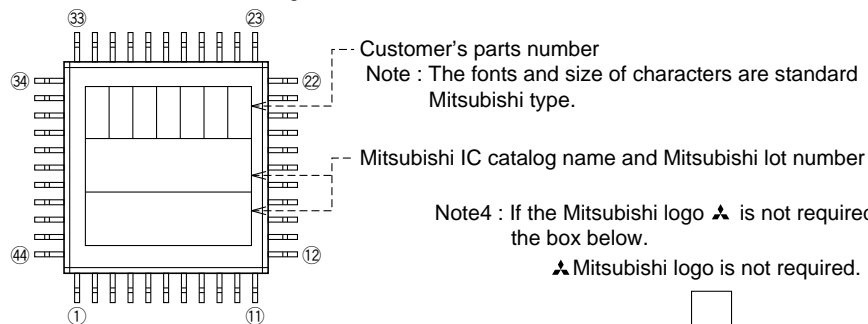 ㉝ ㉓
Customer's parts number
Note : The fonts and size of characters are standard
Mitsubishi type.
㉞ ㉒
Mitsubishi IC catalog name and Mitsubishi lot number
Note4 : If the Mitsubishi logo is not required
the box below.
㊹ ⑫
Mitsubishi logo is not required.
① ⑪